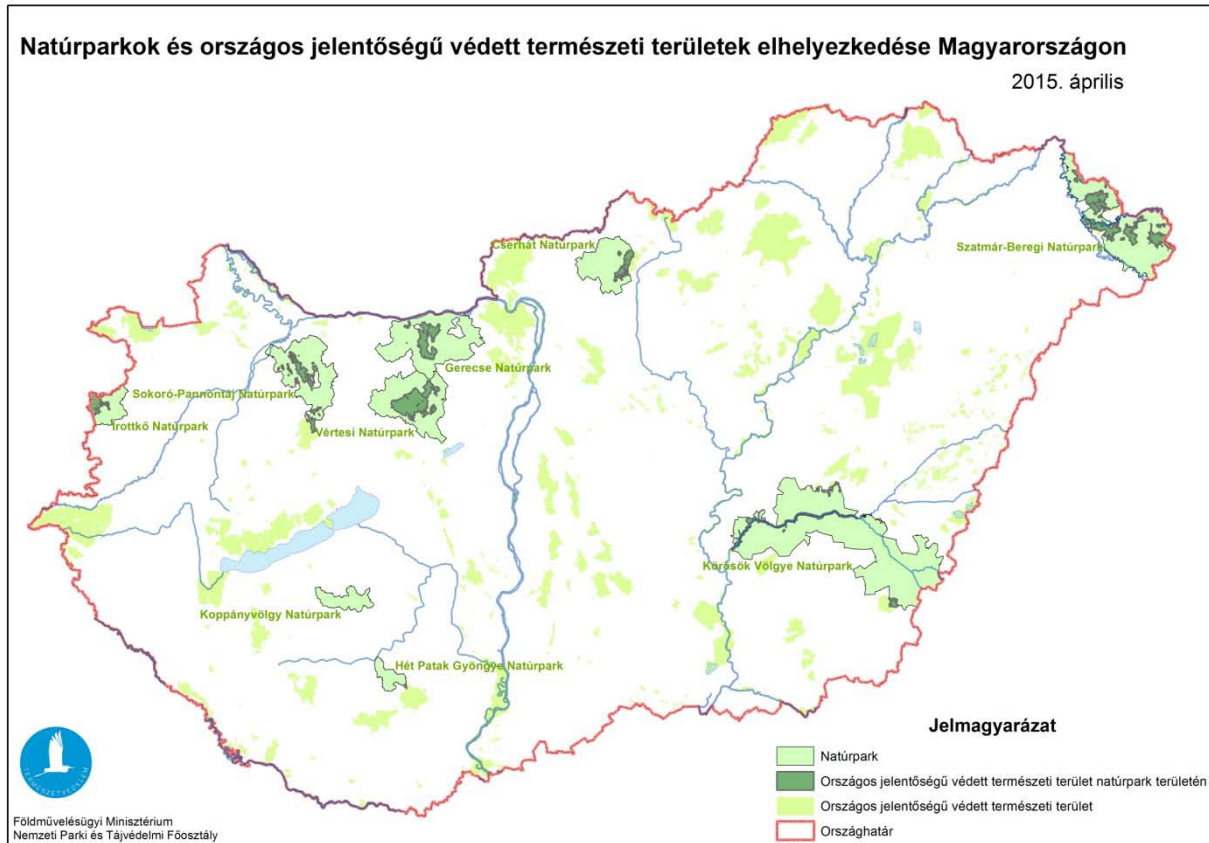 Natúrparkok és országos jelentőségű védett természeti területek elhelyezkedése Magyarországon
2015. április
Cserhát Natúrpark
Szatmár-Beregi Natúrpark
Gerecse Natúrpark
Sokoró-Pannontáj Natúrpark
Írottkő Natúrpark
Vértesi Natúrpark
Körösök Völgye Natúrpark
Koppányvölgy Natúrpark
Hét Patak Gyöngye Natúrpark
Jelmagyarázat
Natúrpark
Országos jelentőségű védett természeti terület natúrpark területén
Országos jelentőségű védett természeti terület
Országhatár
TERMÉSZETVÉDELEM
Földművelésügyi Minisztérium
Nemzeti Parki és Tájvédelmi Főosztály